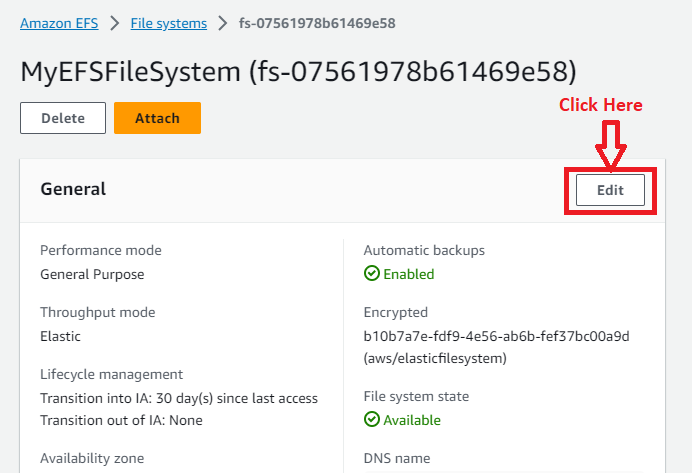 Amazon EFS > File systems > fs-07561978b61469e58
MyEFSFileSystem (fs-07561978b61469e58)
Click Here
Delete Attach
General Edit
Performance mode
General Purpose
Throughput mode
Elastic
Lifecycle management
Transition into IA: 30 day(s) since last access
Transition out of IA: None
Availability zone
Automatic backups
Enabled
Encrypted
b10b7a7e-fdf9-4e56-ab6b-fef37bc00a9d
(aws/elasticfilesystem)
File system state
Available
DNS name